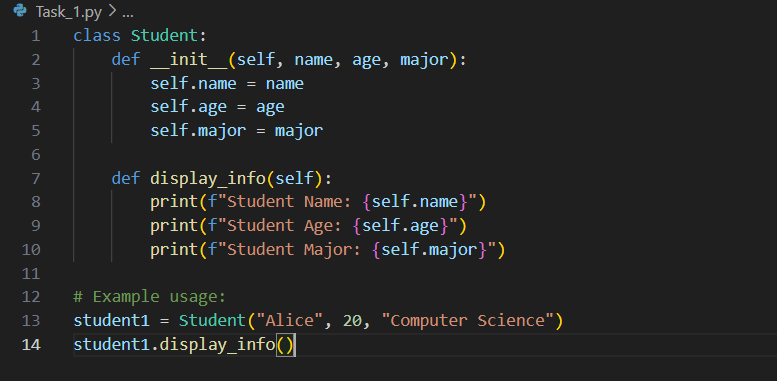 Task_1.py > ...
1 class Student:
2     def __init__(self, name, age, major):
3         self.name = name
4         self.age = age
5         self.major = major
6
7     def display_info(self):
8         print(f"Student Name: {self.name}")
9         print(f"Student Age: {self.age}")
10         print(f"Student Major: {self.major}")
11
12 # Example usage:
13 student1 = Student("Alice", 20, "Computer Science")
14 student1.display_info()